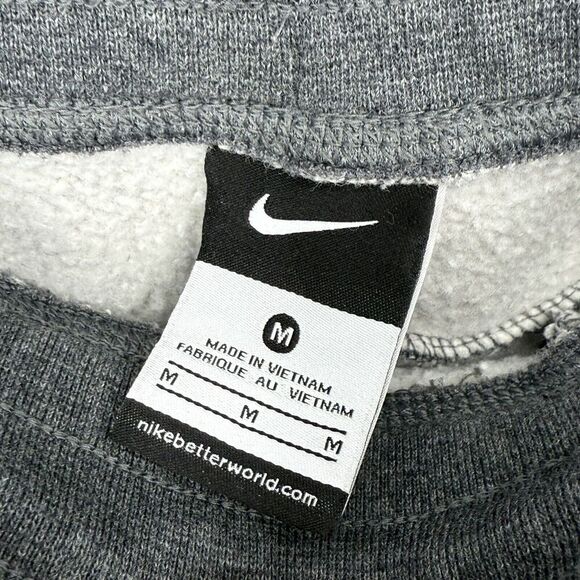 M
MADE IN VIETNAM
FABRIQUE AU VIETNAM
M M M
nikebetterworld.com